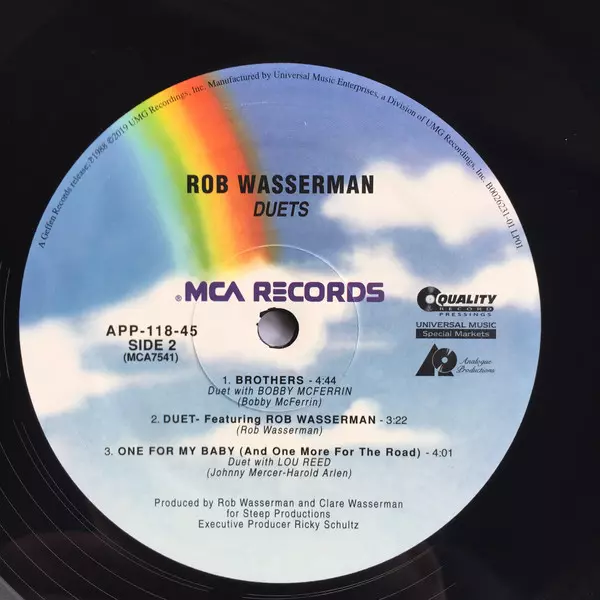 A Geffen Records release; ℗1988 ©2019 UMG Recordings, Inc. Manufactured by Universal Music Enterprises, a Division of UMG Recordings, Inc. B0026231-01 LP01
ROB WASSERMAN
DUETS
®MCA RECORDS
QUALITY
RECORD
PRESSINGS
UNIVERSAL MUSIC
Special Markets
Analogue
Productions
APP-118-45
SIDE 2
(MCA7541)
1. BROTHERS - 4:44
Duet with BOBBY MCFERRIN
(Bobby McFerrin)
2. DUET- Featuring ROB WASSERMAN - 3:22
(Rob Wasserman)
3. ONE FOR MY BABY (And One More For The Road) - 4:01
Duet with LOU REED
(Johnny Mercer-Harold Arlen)
Produced by Rob Wasserman and Clare Wasserman
for Steep Productions
Executive Producer Ricky Schultz